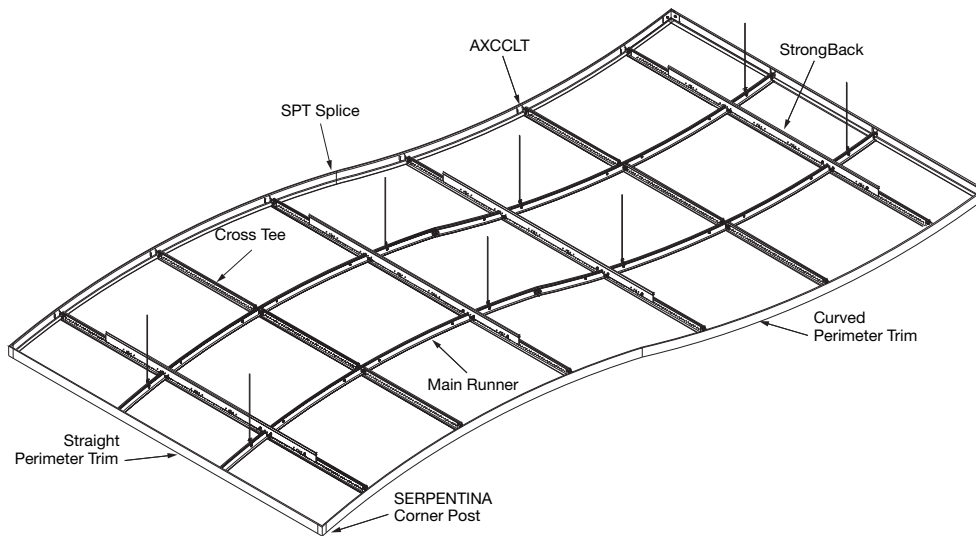 AXCCLT
StrongBack
SPT Splice
Cross Tee
Curved
Perimeter Trim
Main Runner
Straight
Perimeter Trim
SERPENTINA
Corner Post